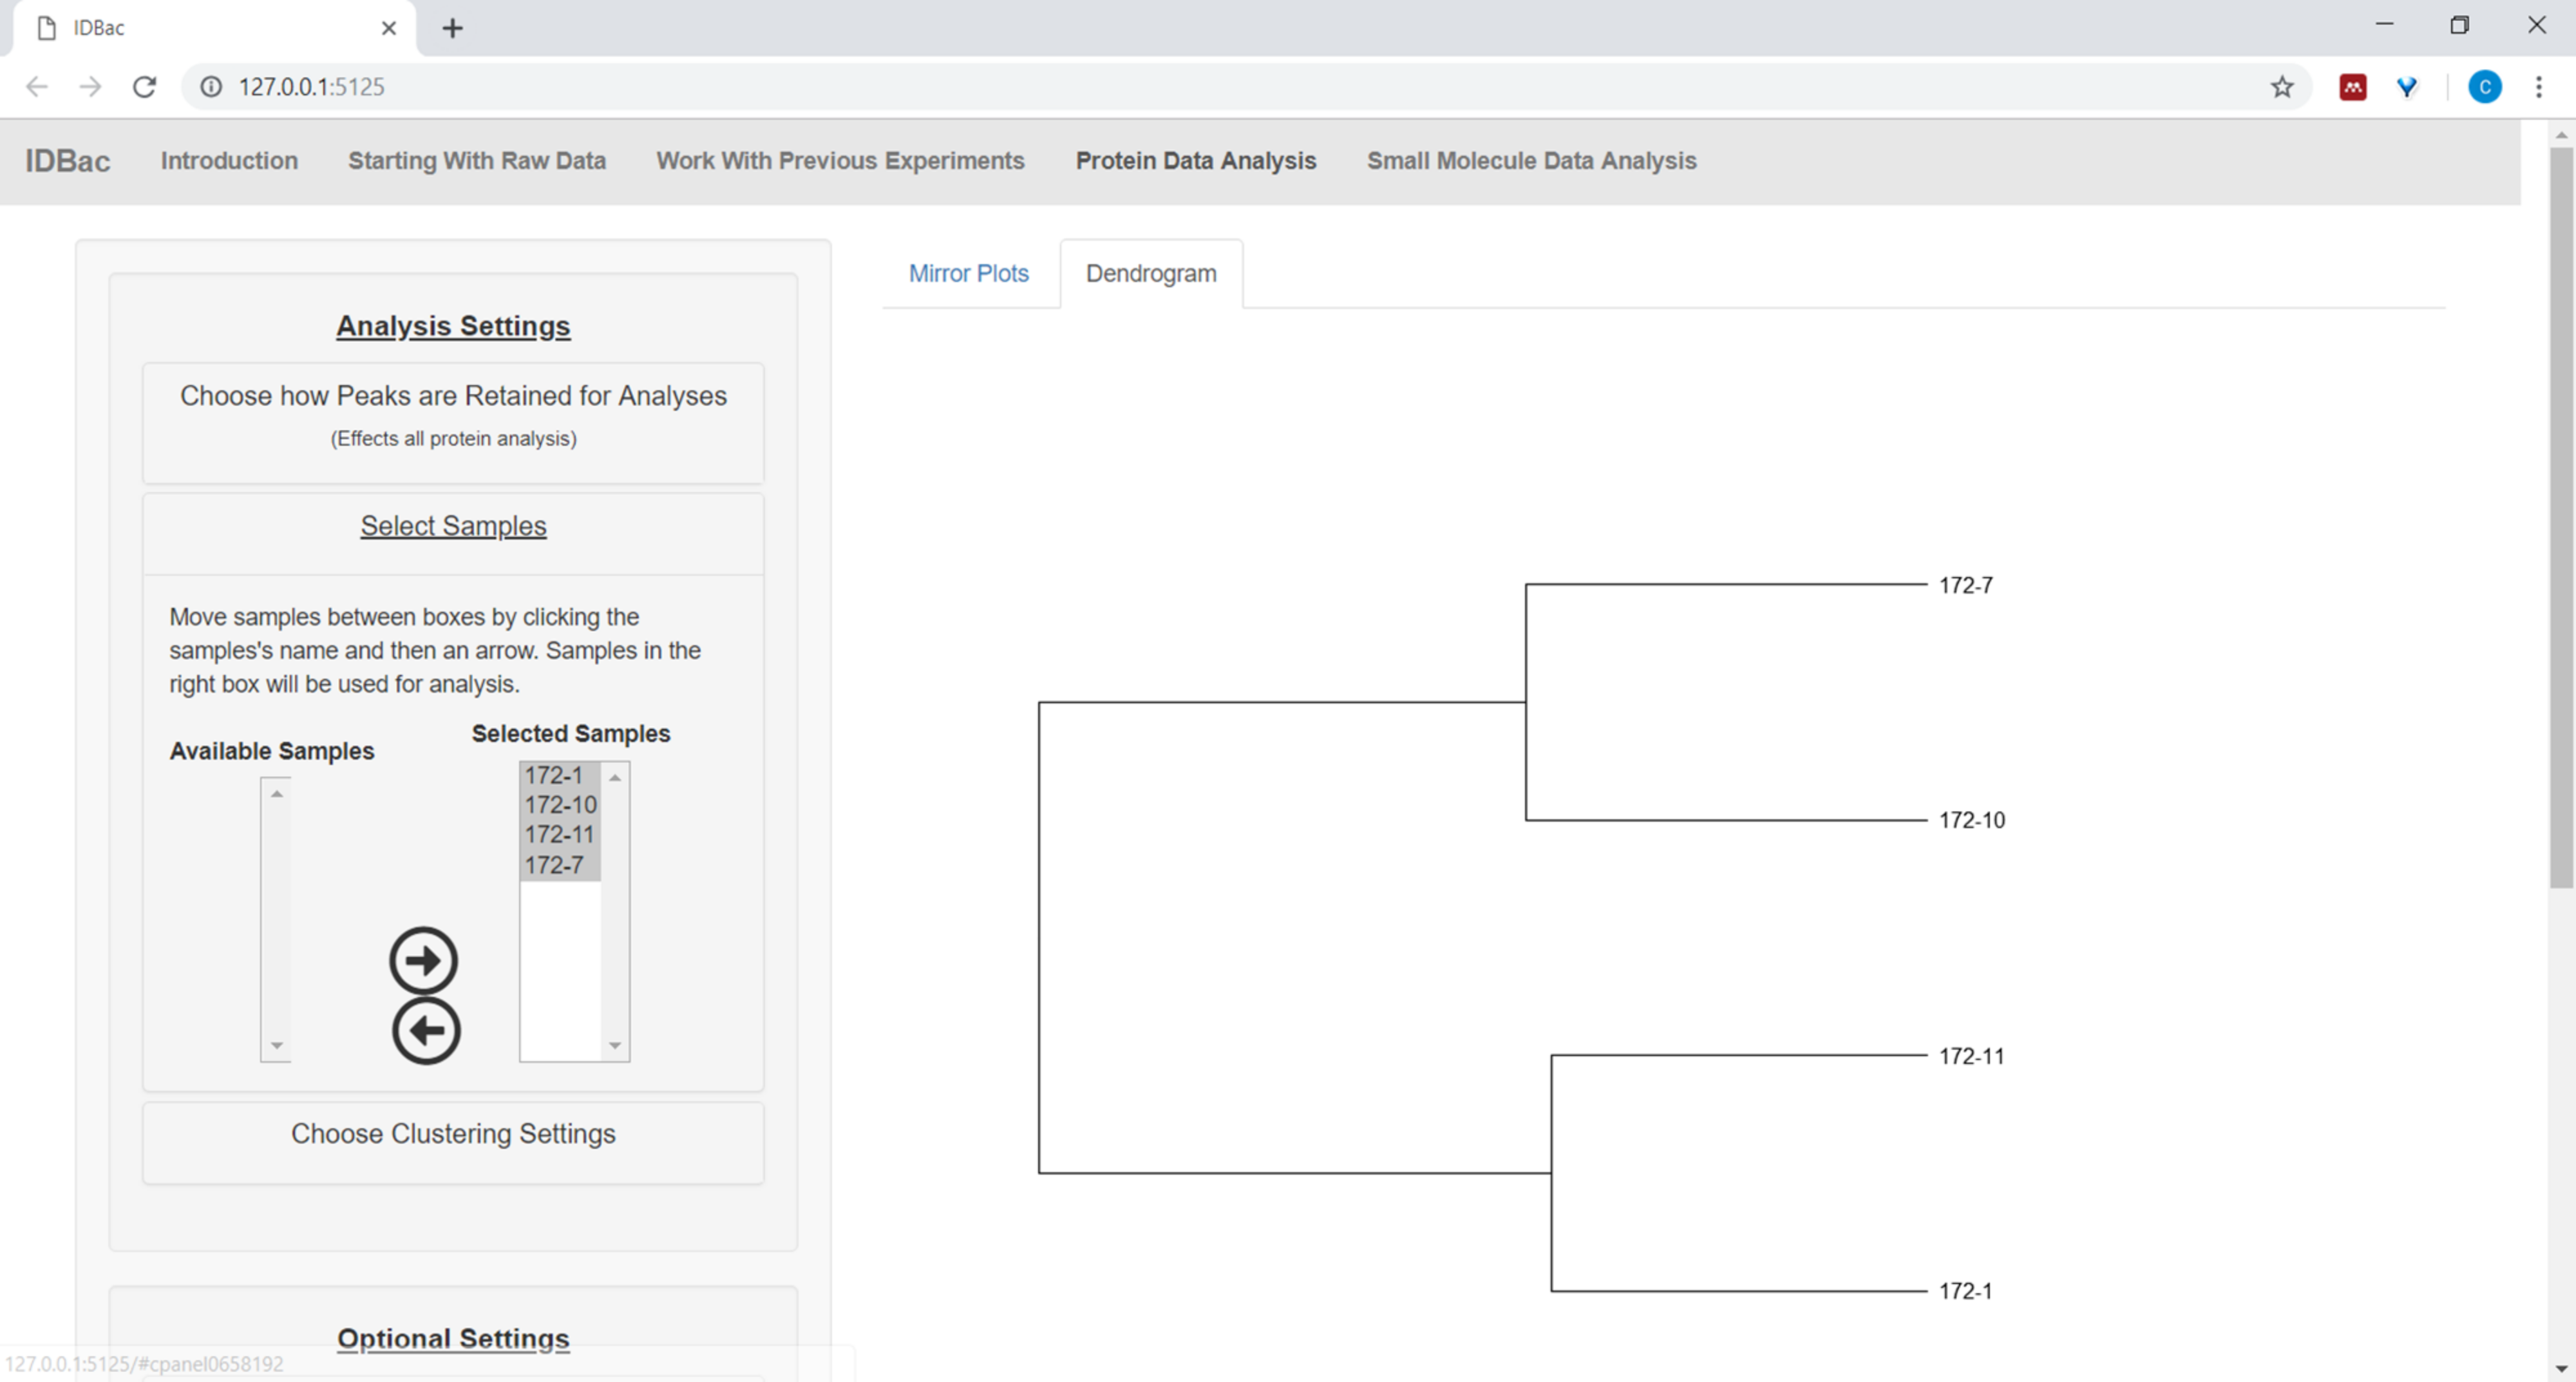 IDBac
127.0.0.1:5125
C
IDBac Introduction Starting With Raw Data Work With Previous Experiments Protein Data Analysis Small Molecule Data Analysis
Analysis Settings
Choose how Peaks are Retained for Analyses
(Effects all protein analysis)
Select Samples
Move samples between boxes by clicking the
samples's name and then an arrow. Samples in the
right box will be used for analysis.
Available Samples
Selected Samples
172-1
172-10
172-11
172-7
Choose Clustering Settings
Optional Settings
127.0.0.1:5125/#cpanel0658192
Mirror Plots Dendrogram
172-7
172-10
172-11
172-1